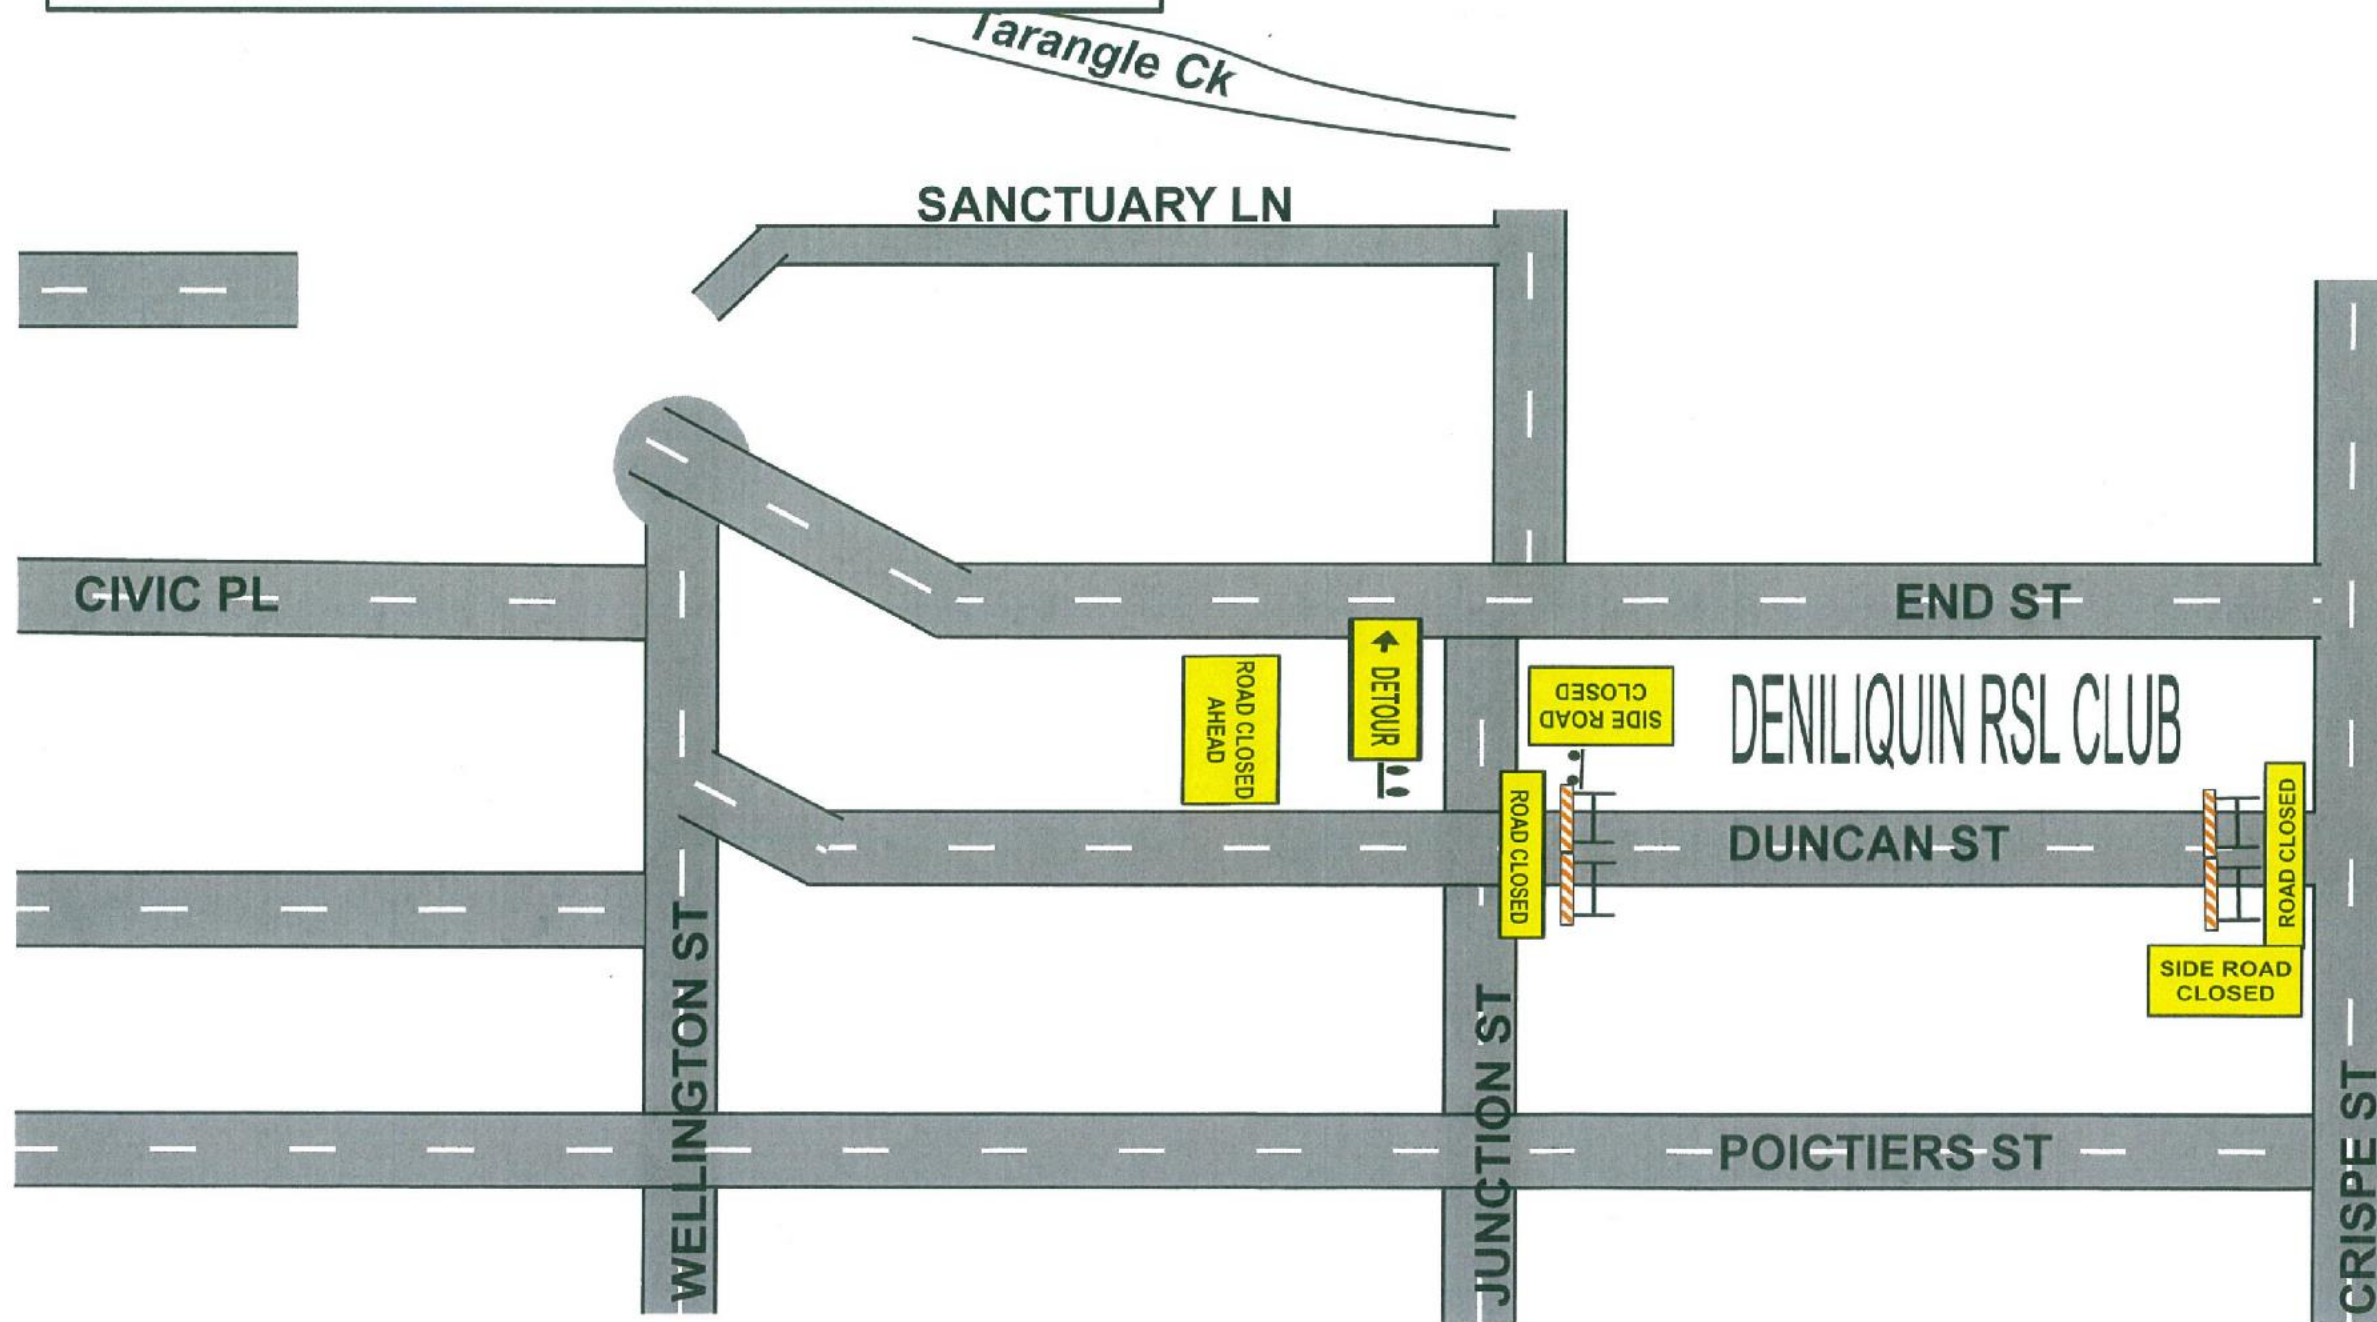 Tarangle Ck
SANCTUARY LN
CIVIC PL
END ST
ROAD CLOSED
AHEAD
DETOUR
SIDE ROAD
CLOSED
DENILIQUIN RSL CLUB
ROAD CLOSED
DUNCAN ST
ROAD CLOSED
SIDE ROAD
CLOSED
WELLINGTON ST
JUNCTION ST
POICTIERS ST
CRISPE ST